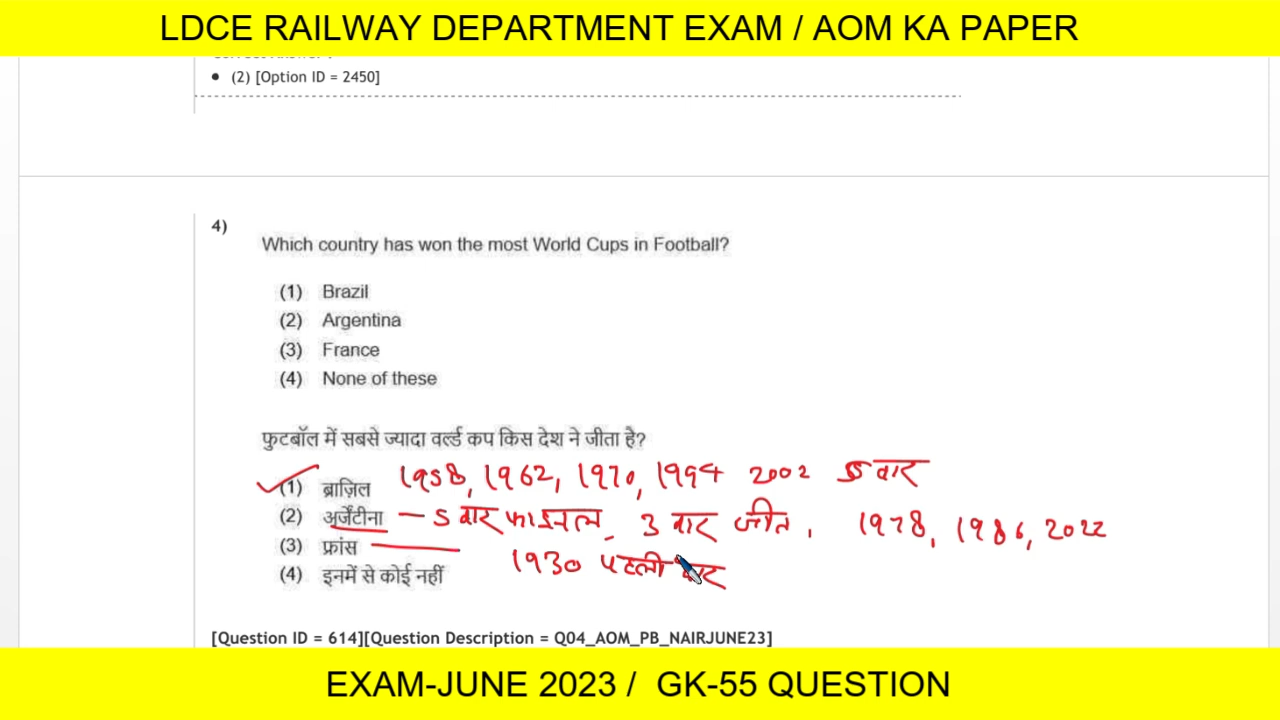 LDCE RAILWAY DEPARTMENT EXAM / AOM KA PAPER
• (2) [Option ID = 2450]
4)
Which country has won the most World Cups in Football?
(1) Brazil
(2) Argentina
(3) France
(4) None of these
फुटबॉल में सबसे ज्यादा वर्ल्ड कप किस देश ने जीता है?
(1) ब्राज़िल 1958, 1962, 1970, 1994 2002 5 वार
(2) अर्जेंटीना — 5 वार फाइनल, 3 वार जीत, 1978, 1986, 2022
(3) फ्रांस 1930 पहली वार
(4) इनमें से कोई नहीं
[Question ID = 614][Question Description = Q04_AOM_PB_NAIRJUNE23]
EXAM-JUNE 2023 / GK-55 QUESTION